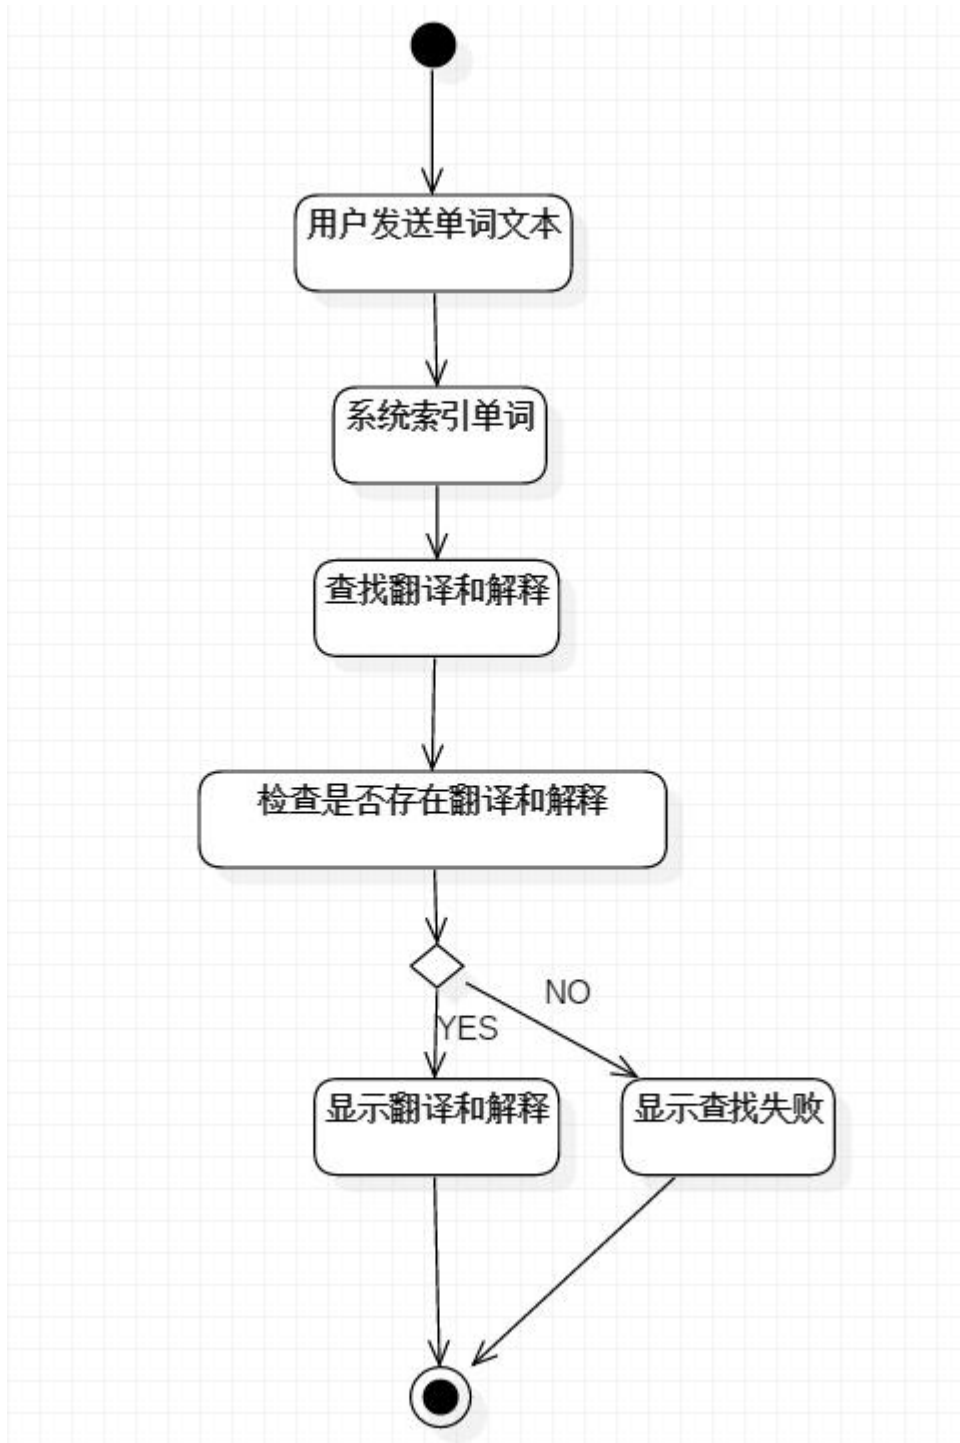 用户发送单词文本
系统索引单词
查找翻译和解释
检查是否存在翻译和解释
NO
YES
显示翻译和解释
显示查找失败